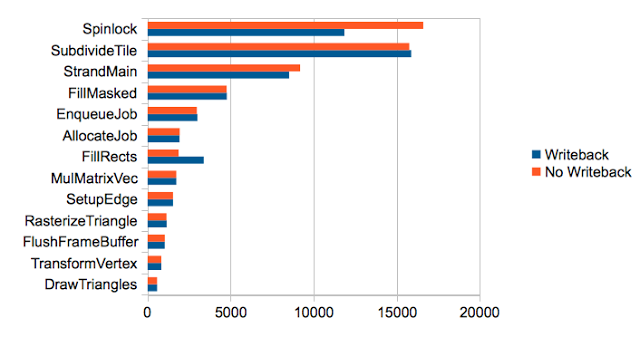 Spinlock
SubdivideTile
StrandMain
FillMasked
EnqueueJob
AllocateJob
FillRects
MulMatrixVec
SetupEdge
RasterizeTriangle
FlushFrameBuffer
TransformVertex
DrawTriangles
Writeback
No Writeback
0 5000 10000 15000 20000